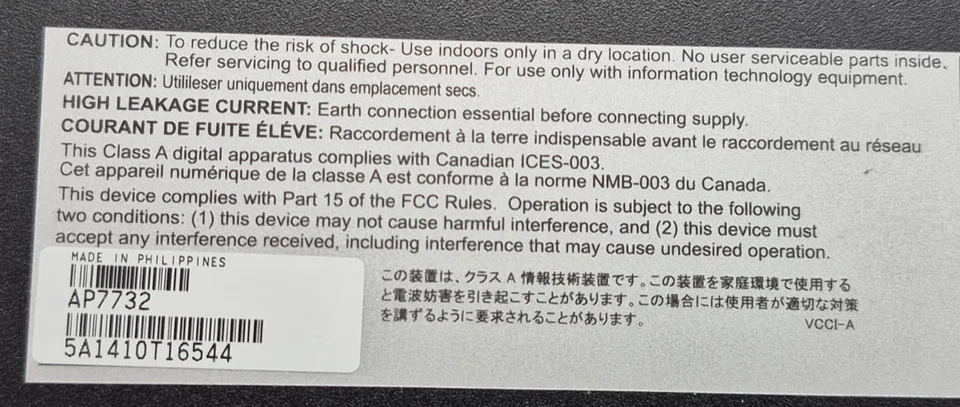 CAUTION: To reduce the risk of shock- Use indoors only in a dry location. No user serviceable parts inside.
Refer servicing to qualified personnel. For use only with information technology equipment.
ATTENTION: Utilileser uniquement dans emplacement secs.
HIGH LEAKAGE CURRENT: Earth connection essential before connecting supply.
COURANT DE FUITE ÉLÉVE: Raccordement à la terre indispensable avant le raccordement au réseau
This Class A digital apparatus complies with Canadian ICES-003.
Cet appareil numérique de la classe A est conforme à la norme NMB-003 du Canada.
This device complies with Part 15 of the FCC Rules. Operation is subject to the following
two conditions: (1) this device may not cause harmful interference, and (2) this device must
accept any interference received, including interference that may cause undesired operation.
MADE IN PHILIPPINES
AP7732
5A1410T16544
この装置は、クラス A 情報技術装置です。この装置を家庭環境で使用する
と電波妨害を引き起こすことがあります。この場合には使用者が適切な対策
を講ずるように要求されることがあります。
VCCI-A